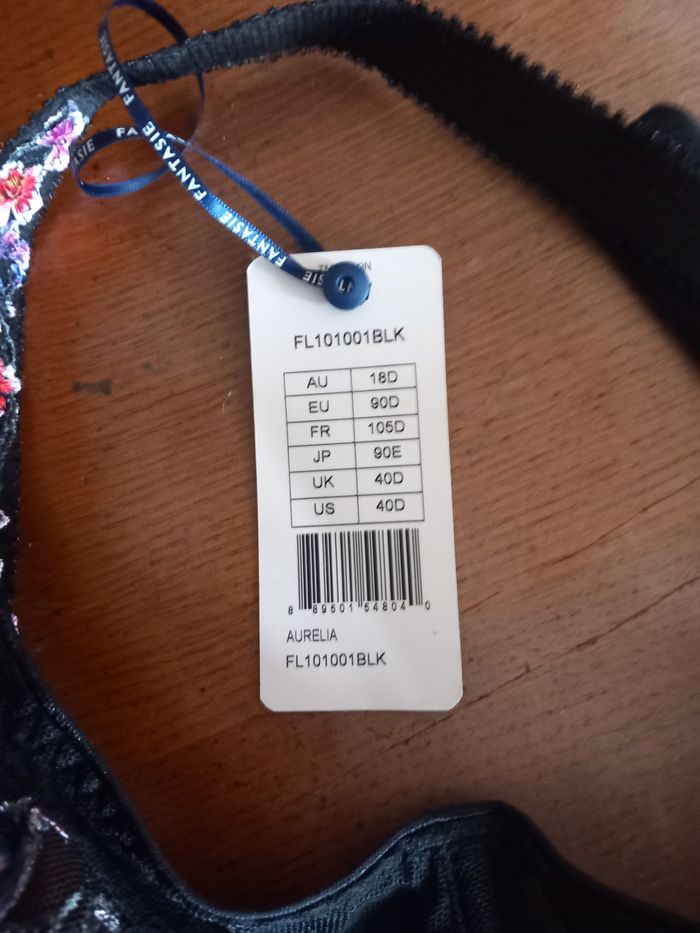 FANTASIE
FANTASIE
FANTASIE
FL101001BLK
AU 18D
EU 90D
FR 105D
JP 90E
UK 40D
US 40D
8 89501 54804 0
AURELIA
FL101001BLK